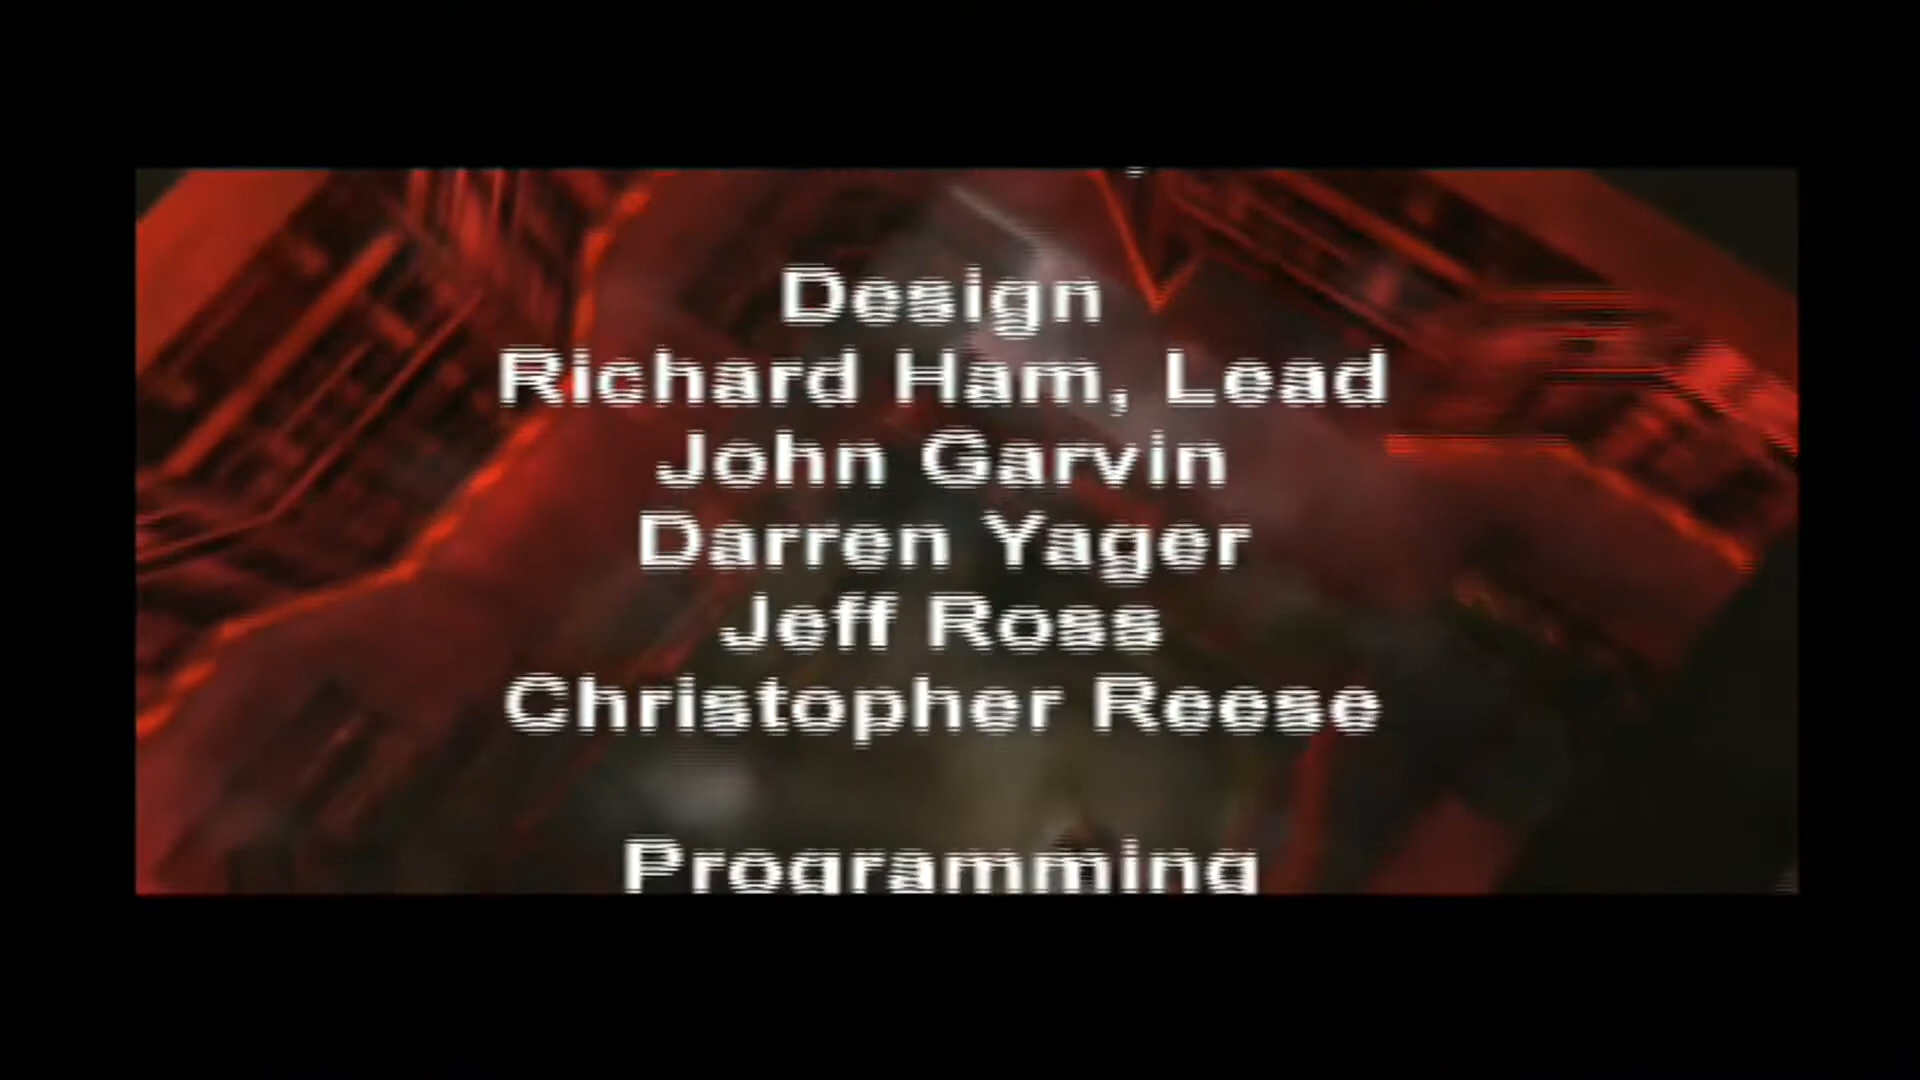 Design
Richard Ham, Lead
John Garvin
Darren Yager
Jeff Ross
Christopher Reese
Programming